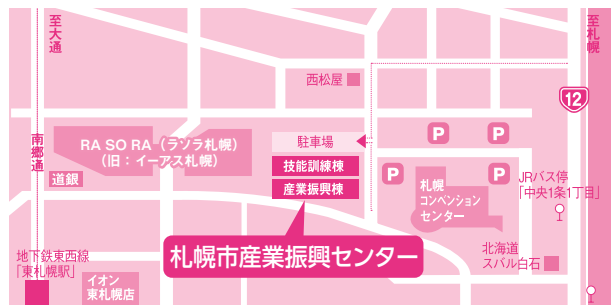 至大通
至札幌
西松屋
12
南郷通
RA SO RA（ラソラ札幌）
（旧：イーアス札幌）
駐車場
P
P
技能訓練棟
道銀
産業振興棟
P
P
札幌
コンベンション
センター
JRバス停
「中央1条1丁目」
札幌市産業振興センター
地下鉄東西線
「東札幌駅」
イオン
東札幌店
北海道
スバル白石